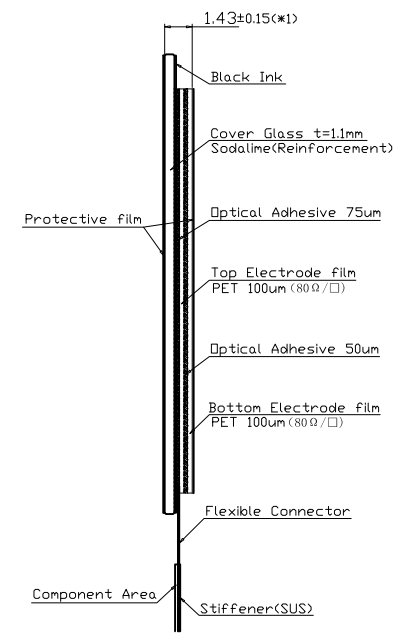 1.43±0.15(*1)
Black Ink
Cover Glass t=1.1mm
Sodalime(Reinforcement)
Protective film
Optical Adhesive 75um
Top Electrode film
PET 100um(80Ω/□)
Optical Adhesive 50um
Bottom Electrode film
PET 100um(80Ω/□)
Flexible Connector
Component Area
Stiffener(SUS)